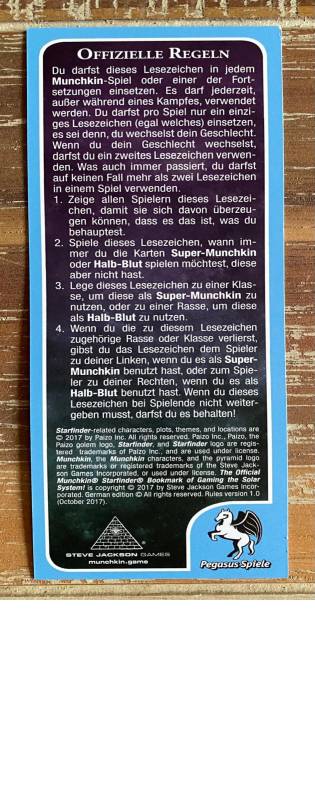 OFFIZIELLE REGELN
Du darfst dieses Lesezeichen in jedem
Munchkin-Spiel oder einer der Fort-
setzungen einsetzen. Es darf jederzeit,
außer während eines Kampfes, verwendet
werden. Du darfst pro Spiel nur ein einzi-
ges Lesezeichen (egal welches) einsetzen,
es sei denn, du wechselst dein Geschlecht.
Wenn du dein Geschlecht wechselst,
darfst du ein zweites Lesezeichen verwen-
den. Was auch immer passiert, du darfst
auf keinen Fall mehr als zwei Lesezeichen
in einem Spiel verwenden.
1. Zeige allen Spielern dieses Lesezei-
chen, damit sie sich davon überzeu-
gen können, dass es das ist, was du
behauptest.
2. Spiele dieses Lesezeichen, wann im-
mer du die Karten Super-Munchkin
oder Halb-Blut spielen möchtest, diese
aber nicht hast.
3. Lege dieses Lesezeichen zu einer Klas-
se, um diese als Super-Munchkin zu
nutzen, oder zu einer Rasse, um diese
als Halb-Blut zu nutzen.
4. Wenn du die zu diesem Lesezeichen
zugehörige Rasse oder Klasse verlierst,
gibst du das Lesezeichen dem Spieler
zu deiner Linken, wenn du es als Super-
Munchkin benutzt hast, oder zum Spie-
ler zu deiner Rechten, wenn du es als
Halb-Blut benutzt hast. Wenn du dieses
Lesezeichen bei Spielende nicht weiter-
geben musst, darfst du es behalten!
Starfinder-related characters, plots, themes, and locations are
© 2017 by Paizo Inc. All rights reserved. Paizo Inc., Paizo, the
Paizo golem logo, Starfinder, and Starfinder logo are regis-
tered trademarks of Paizo Inc., and are used under license.
Munchkin, the Munchkin characters, and the pyramid logo
are trademarks or registered trademarks of the Steve Jack-
son Games Incorporated, or used under license. The Official
Munchkin® Starfinder® Bookmark of Gaming the Solar
System! is copyright © 2017 by Steve Jackson Games Incor-
porated. German edition © All rights reserved. Rules version 1.0
(October 2017).
STEVE JACKSON GAMES
munchkin.game
Pegasus Spiele